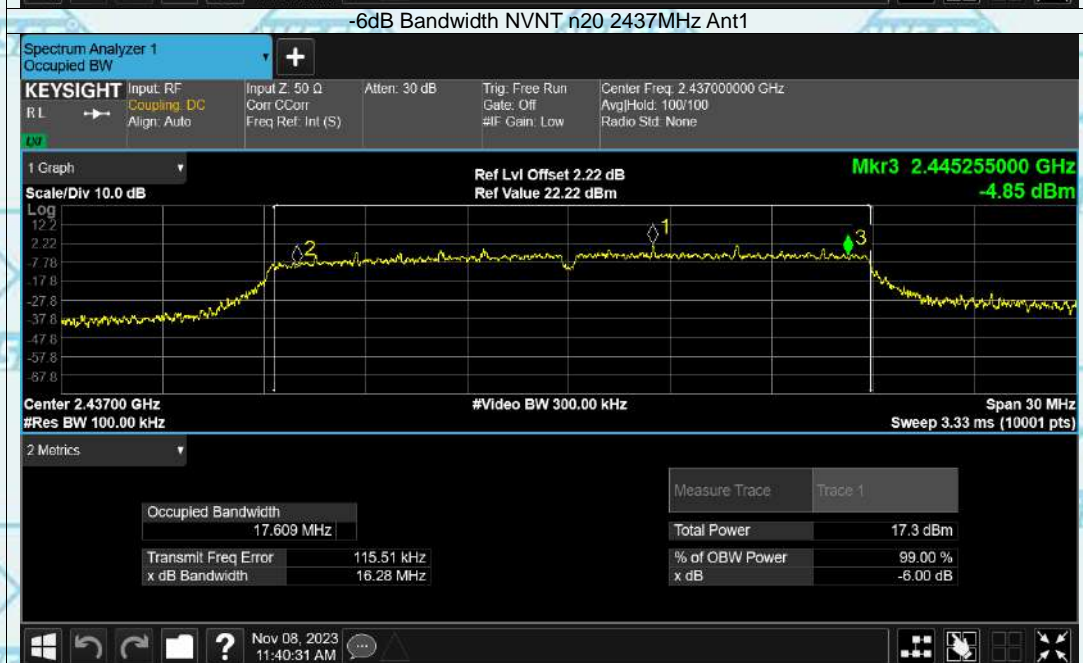 -6dB Bandwidth NVNT n20 2437MHz Ant1
Spectrum Analyzer 1
Occupied BW
+
KEYSIGHT Input: RF Input Z: 50 Ω Atten: 30 dB Trig: Free Run Center Freq: 2.437000000 GHz
R L Coupling: DC Corr CCorr Gate: Off Avg|Hold: 100/100
Align: Auto Freq Ref: Int (S) #IF Gain: Low Radio Std: None
LXI
1 Graph Ref Lvl Offset 2.22 dB Mkr3 2.445255000 GHz
Scale/Div 10.0 dB Ref Value 22.22 dBm -4.85 dBm
Log
12.2
2.22
-7.78
-17.8
-27.8
-37.8
-47.8
-57.8
-67.8
1
2
3
Center 2.43700 GHz #Video BW 300.00 kHz Span 30 MHz
#Res BW 100.00 kHz Sweep 3.33 ms (10001 pts)
2 Metrics
Measure Trace Trace 1
Occupied Bandwidth
17.609 MHz Total Power 17.3 dBm
Transmit Freq Error 115.51 kHz % of OBW Power 99.00 %
x dB Bandwidth 16.28 MHz x dB -6.00 dB
? Nov 08, 2023
11:40:31 AM